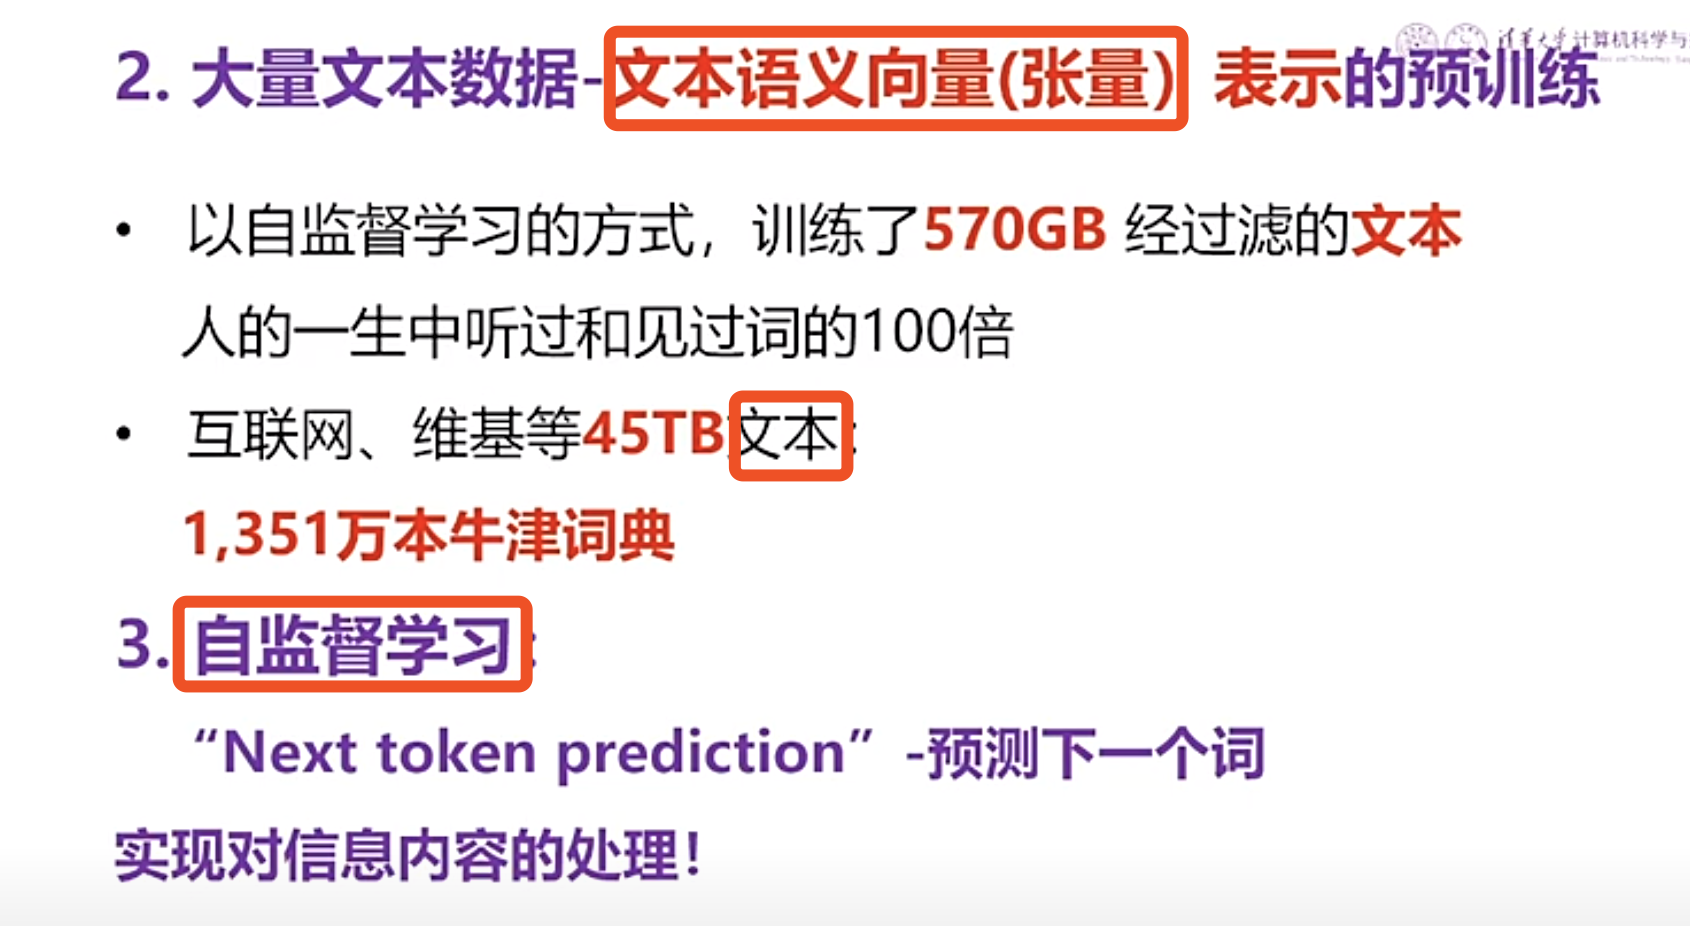 清华大学计算机科学与
2. 大量文本数据-文本语义向量(张量) 表示的预训练
• 以自监督学习的方式，训练了570GB 经过滤的文本
人的一生中听过和见过词的100倍
• 互联网、维基等45TB文本:
1,351万本牛津词典
3. 自监督学习:
“Next token prediction” -预测下一个词
实现对信息内容的处理!